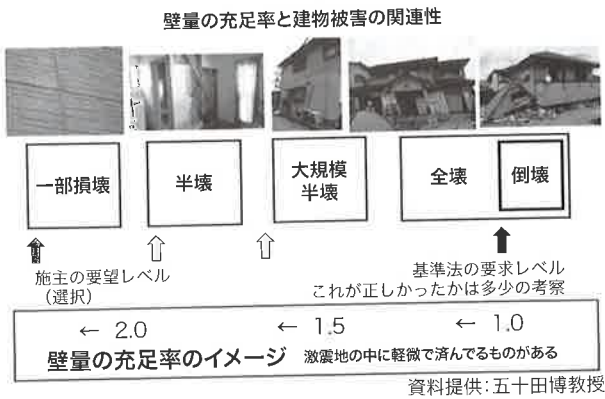 壁量の充足率と建物被害の関連性
一部損壊
半壊
大規模
半壊
全壊
倒壊
施主の要望レベル
（選択）
基準法の要求レベル
これが正しかったかは多少の考察
← 2.0
← 1.5
← 1.0
壁量の充足率のイメージ 激震地の中に軽微で済んでるものがある
資料提供：五十田博教授